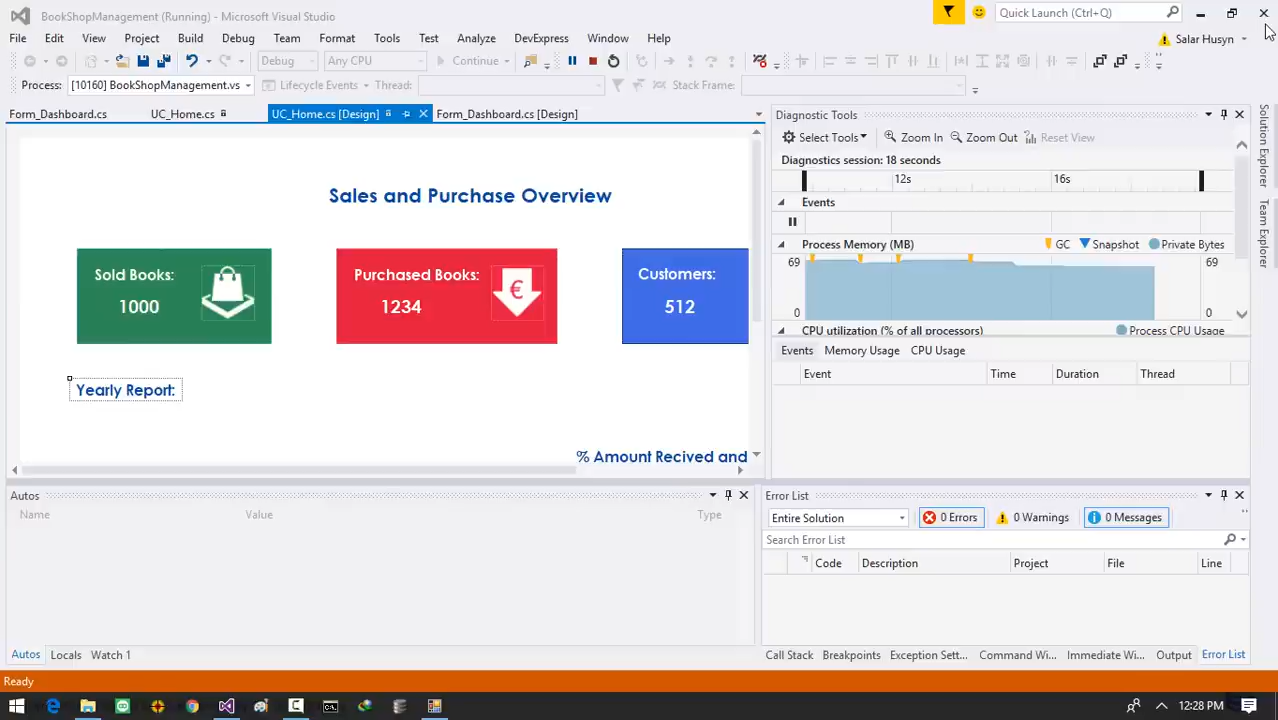 BookShopManagement (Running) - Microsoft Visual Studio
Quick Launch (Ctrl+Q)
File Edit View Project Build Debug Team Format Tools Test Analyze DevExpress Window Help
Salar Husyn
Debug Any CPU Continue
Process: [10160] BookShopManagement.vs Lifecycle Events Thread: Stack Frame:
Form_Dashboard.cs UC_Home.cs UC_Home.cs [Design] Form_Dashboard.cs [Design]
Sales and Purchase Overview
Sold Books: 
1000
Purchased Books:
1234
Customers:
512
Yearly Report:
% Amount Recived and
Diagnostic Tools
Select Tools Zoom In Zoom Out Reset View
Diagnostics session: 18 seconds
12s 16s
Events
Process Memory (MB) GC Snapshot Private Bytes
69 69
0 0
CPU utilization (% of all processors) Process CPU Usage
Events Memory Usage CPU Usage
Event Time Duration Thread
Solution Explorer
Team Explorer
Autos
Name Value Type
Autos Locals Watch 1
Error List
Entire Solution 0 Errors 0 Warnings 0 Messages
Search Error List
Code Description Project File Line
Call Stack Breakpoints Exception Sett... Command Wi... Immediate Wi... Output Error List
Ready
12:28 PM